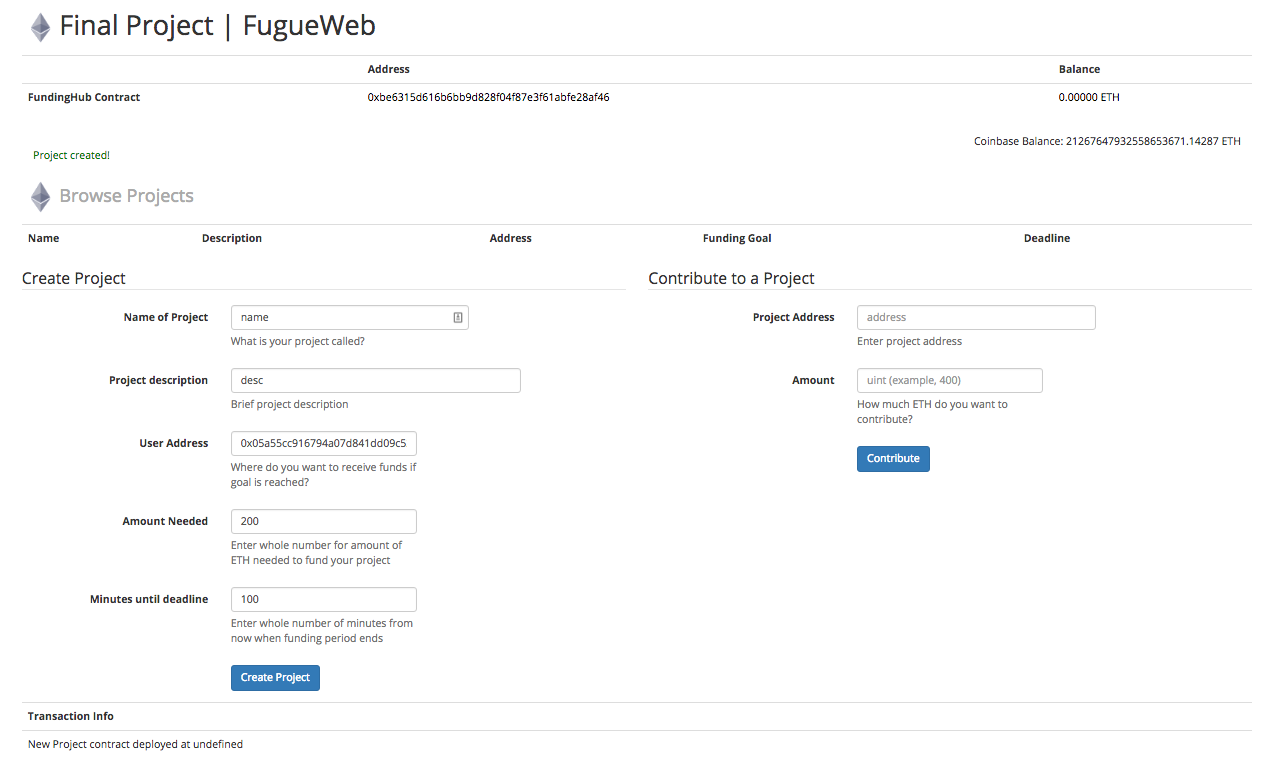 Final Project | FugueWeb
Address Balance
FundingHub Contract 0xbe6315d616b6bb9d828f04f87e3f61abfe28af46 0.00000 ETH
Coinbase Balance: 21267647932558653671.14287 ETH
Project created!
Browse Projects
Name Description Address Funding Goal Deadline
Create Project
Name of Project name
What is your project called?
Project description desc
Brief project description
User Address 0x05a55cc916794a07d841dd09c5
Where do you want to receive funds if
goal is reached?
Amount Needed 200
Enter whole number for amount of
ETH needed to fund your project
Minutes until deadline 100
Enter whole number of minutes from
now when funding period ends
Create Project
Contribute to a Project
Project Address address
Enter project address
Amount uint (example, 400)
How much ETH do you want to
contribute?
Contribute
Transaction Info
New Project contract deployed at undefined